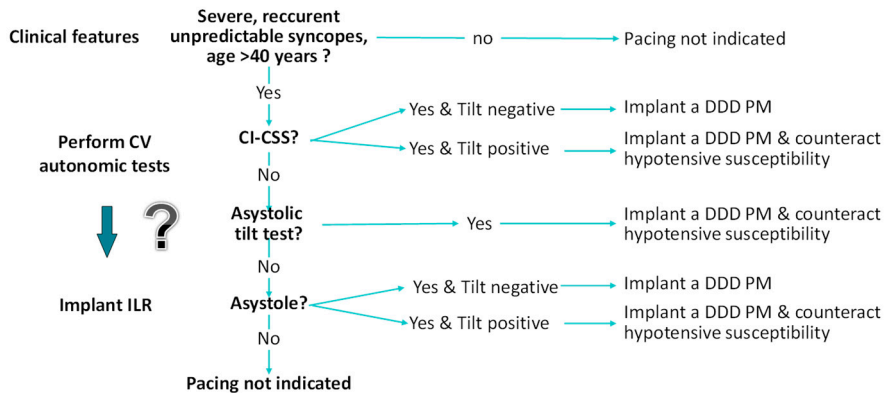 Clinical features
Severe, reccurent
unpredictable syncopes,
age >40 years ?
no
Pacing not indicated
Yes
Perform CV
autonomic tests
CI-CSS?
Yes & Tilt negative
Implant a DDD PM
Yes & Tilt positive
Implant a DDD PM & counteract
hypotensive susceptibility
No
?
Asystolic
tilt test?
Yes
Implant a DDD PM & counteract
hypotensive susceptibility
No
Implant ILR
Asystole?
Yes & Tilt negative
Implant a DDD PM
Yes & Tilt positive
Implant a DDD PM & counteract
hypotensive susceptibility
No
Pacing not indicated